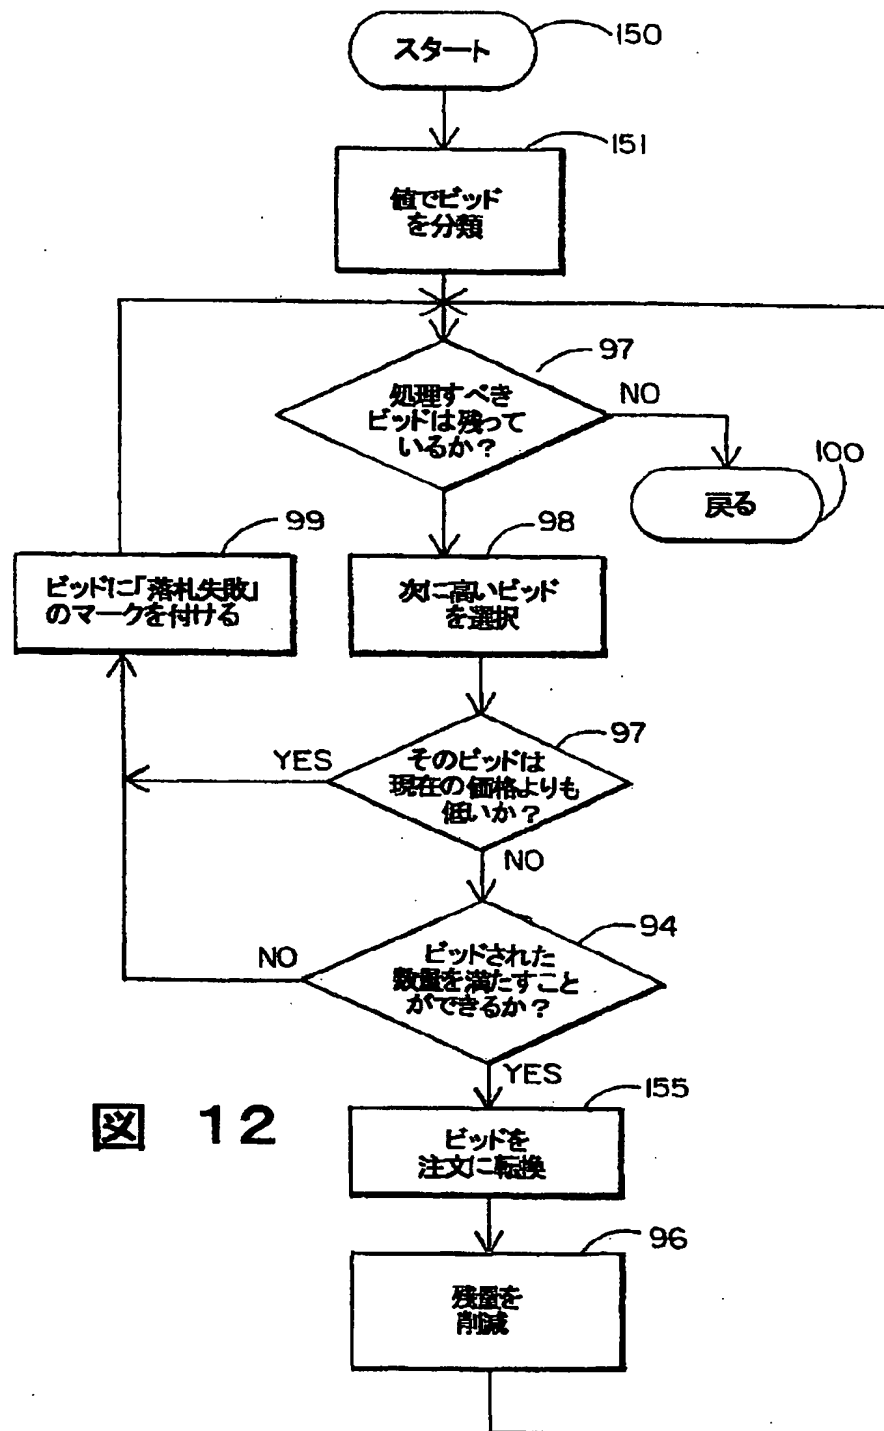 スタート
150
151
値でビッド
を分類
97
処理すべき
ビッドは残って
いるか？
NO
100
戻る
99
ビッドに「落札失敗」
のマークを付ける
98
次に高いビッド
を選択
97
そのビッドは
現在の価格よりも
低いか？
YES
NO
94
ビッドされた
数量を満たすこと
ができるか？
NO
YES
155
ビッドを
注文に転換
図 12
96
残量を
削減